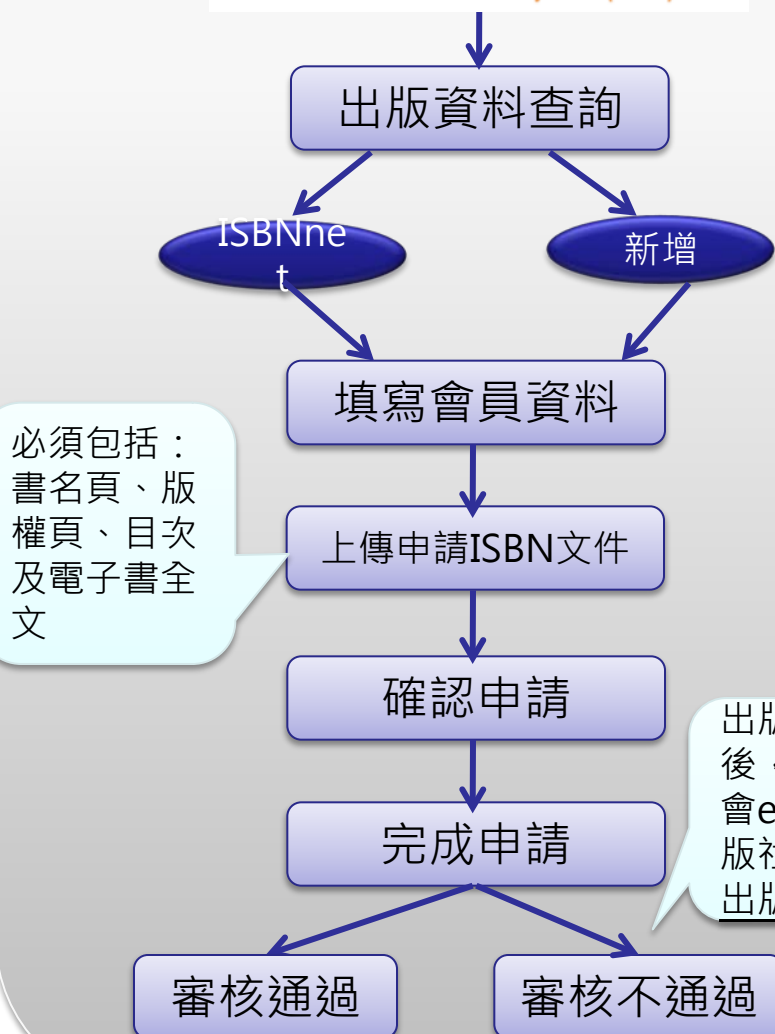 出版資料查詢
ISBNne
t
新增
填寫會員資料
必須包括：
書名頁、版
權頁、目次
及電子書全
文
上傳申請ISBN文件
確認申請
出版
後，
會e
版社
出版
完成申請
審核通過
審核不通過